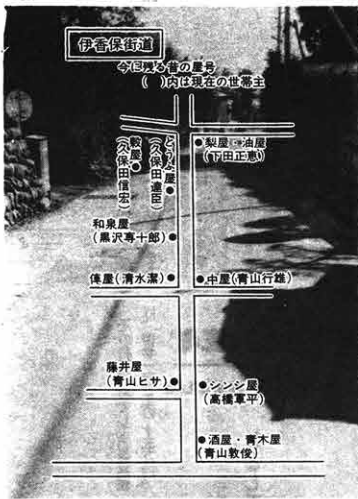 伊香保街道
今に残る昔の屋号
(　)内は現在の世帯主
梨屋・油屋
(下田正恵)
とうふ屋
(久保田達臣)
穀屋
(久保田信宏)
和泉屋
(黒沢専十郎)
俥屋(清水潔)
中屋(青山行雄)
藤井屋
(青山ヒサ)
シンシ屋
(高橋軍平)
酒屋・青木屋
(青山敦俊)